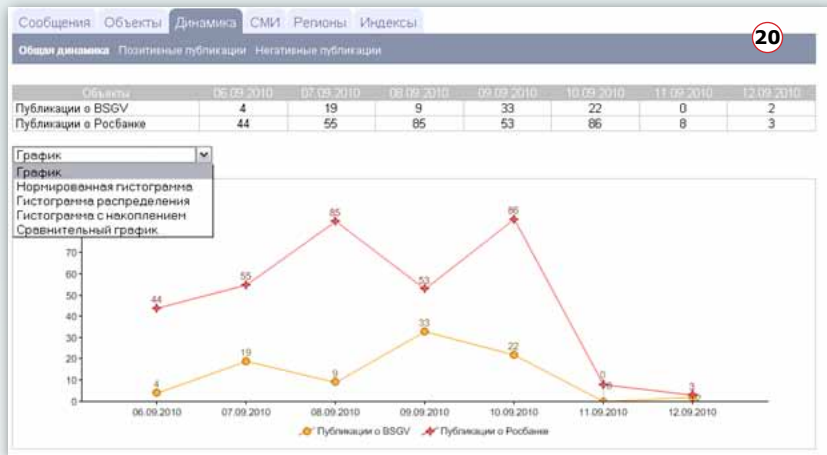 Сообщения Объекты Динамика СМИ Регионы Индексы
20
Общая динамика Позитивные публикации Негативные публикации
Объекты 06.09.2010 07.09.2010 08.09.2010 09.09.2010 10.09.2010 11.09.2010 12.09.2010
Публикации о BSGV 4 19 9 33 22 0 2
Публикации о Росбанке 44 55 85 53 86 8 3
График
График
Нормированная гистограмма
Гистограмма распределения
Гистограмма с накоплением
Сравнительный график
85 86
70
60
55 53
50
44
40
33
30
22
20
19
10
9
4
0 3
0
06.09.2010 07.09.2010 08.09.2010 09.09.2010 10.09.2010 11.09.2010 12.09.2010
Публикации о BSGV Публикации о Росбанке